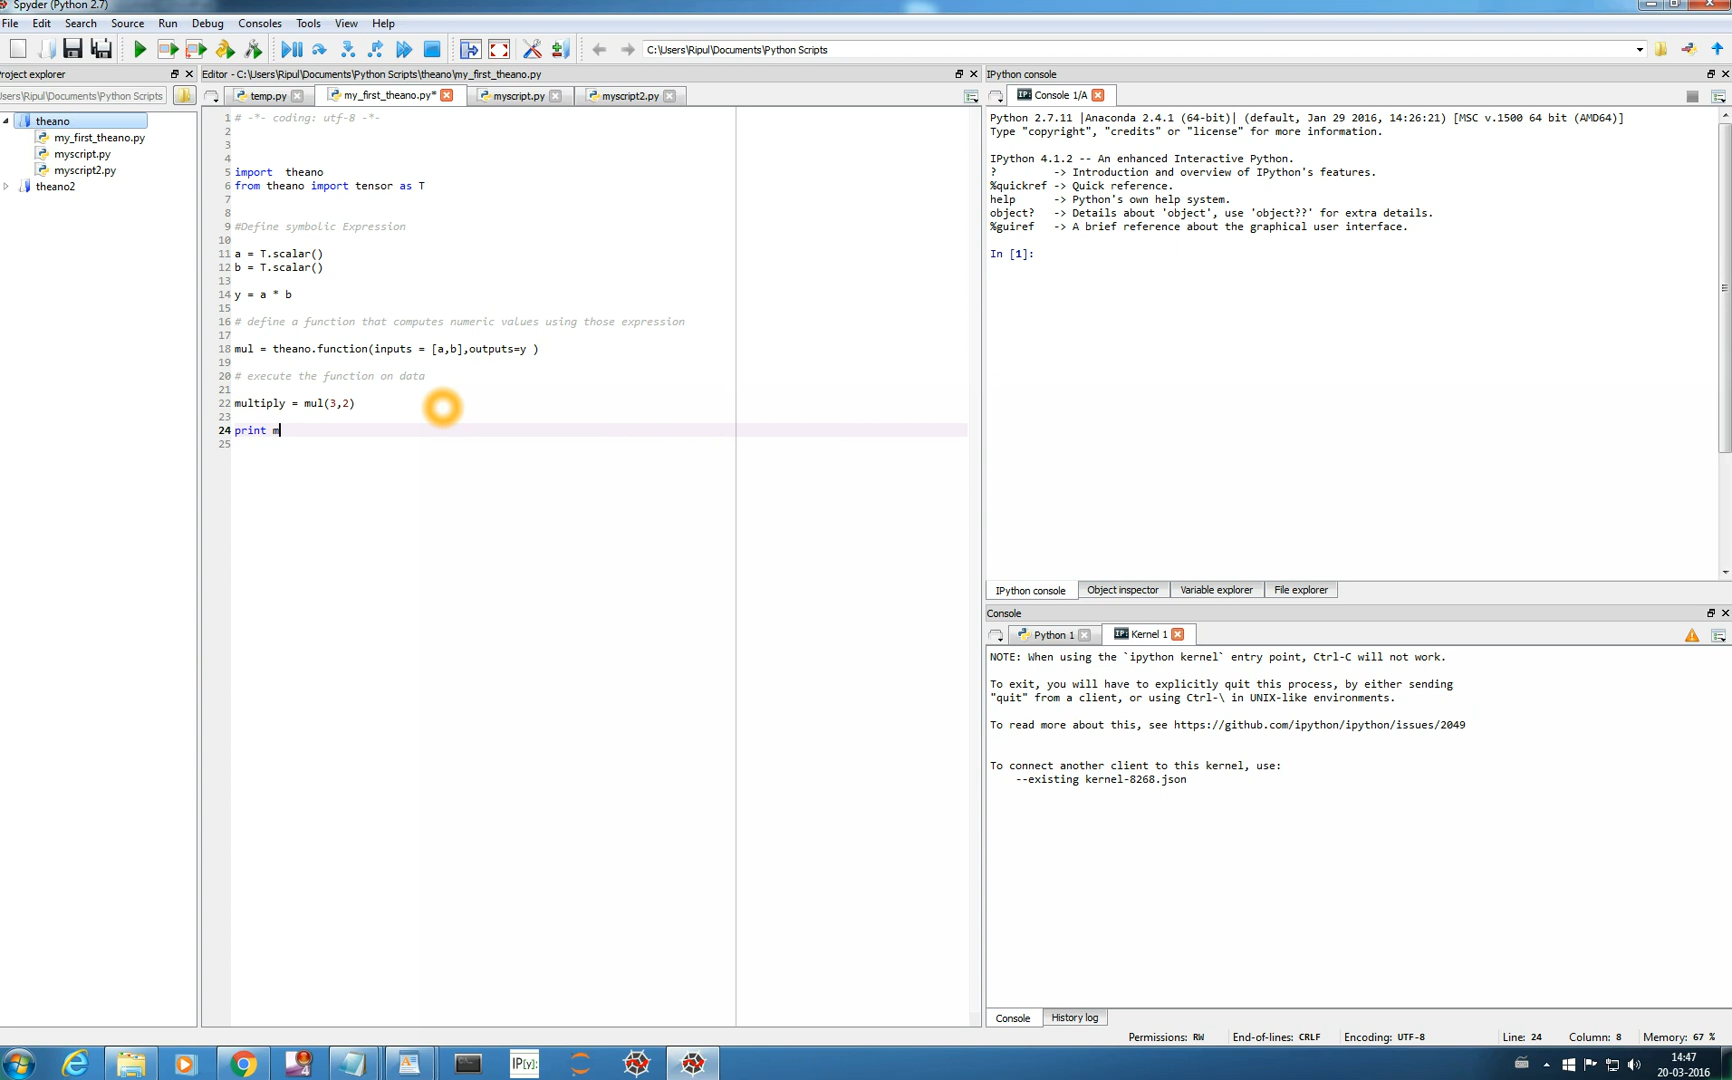 Spyder (Python 2.7)
File Edit Search Source Run Debug Consoles Tools View Help
C:\Users\Ripul\Documents\Python Scripts
roject explorer
sers\Ripul\Documents\Python Scripts
theano
my_first_theano.py
myscript.py
myscript2.py
theano2
Editor - C:\Users\Ripul\Documents\Python Scripts\theano\my_first_theano.py
temp.py my_first_theano.py* myscript.py myscript2.py
1 # -*- coding: utf-8 -*-
2
3
4
5 import  theano
6 from theano import tensor as T
7
8
9 #Define symbolic Expression
10
11 a = T.scalar()
12 b = T.scalar()
13
14 y = a * b
15
16 # define a function that computes numeric values using those expression
17
18 mul = theano.function(inputs = [a,b],outputs=y )
19
20 # execute the function on data
21
22 multiply = mul(3,2)
23
24 print m
25
IPython console
IP: Console 1/A
Python 2.7.11 |Anaconda 2.4.1 (64-bit)| (default, Jan 29 2016, 14:26:21) [MSC v.1500 64 bit (AMD64)]
Type "copyright", "credits" or "license" for more information.
IPython 4.1.2 -- An enhanced Interactive Python.
?         -> Introduction and overview of IPython's features.
%quickref -> Quick reference.
help      -> Python's own help system.
object?   -> Details about 'object', use 'object??' for extra details.
%guiref   -> A brief reference about the graphical user interface.
In [1]:
IPython console Object inspector Variable explorer File explorer
Console
Python 1 IP: Kernel 1
NOTE: When using the `ipython kernel` entry point, Ctrl-C will not work.
To exit, you will have to explicitly quit this process, by either sending
"quit" from a client, or using Ctrl-\ in UNIX-like environments.
To read more about this, see https://github.com/ipython/ipython/issues/2049
To connect another client to this kernel, use:
--existing kernel-8268.json
Console History log
Permissions: RW End-of-lines: CRLF Encoding: UTF-8 Line: 24 Column: 8 Memory: 67 %
IP[y]:
14:47
20-03-2016